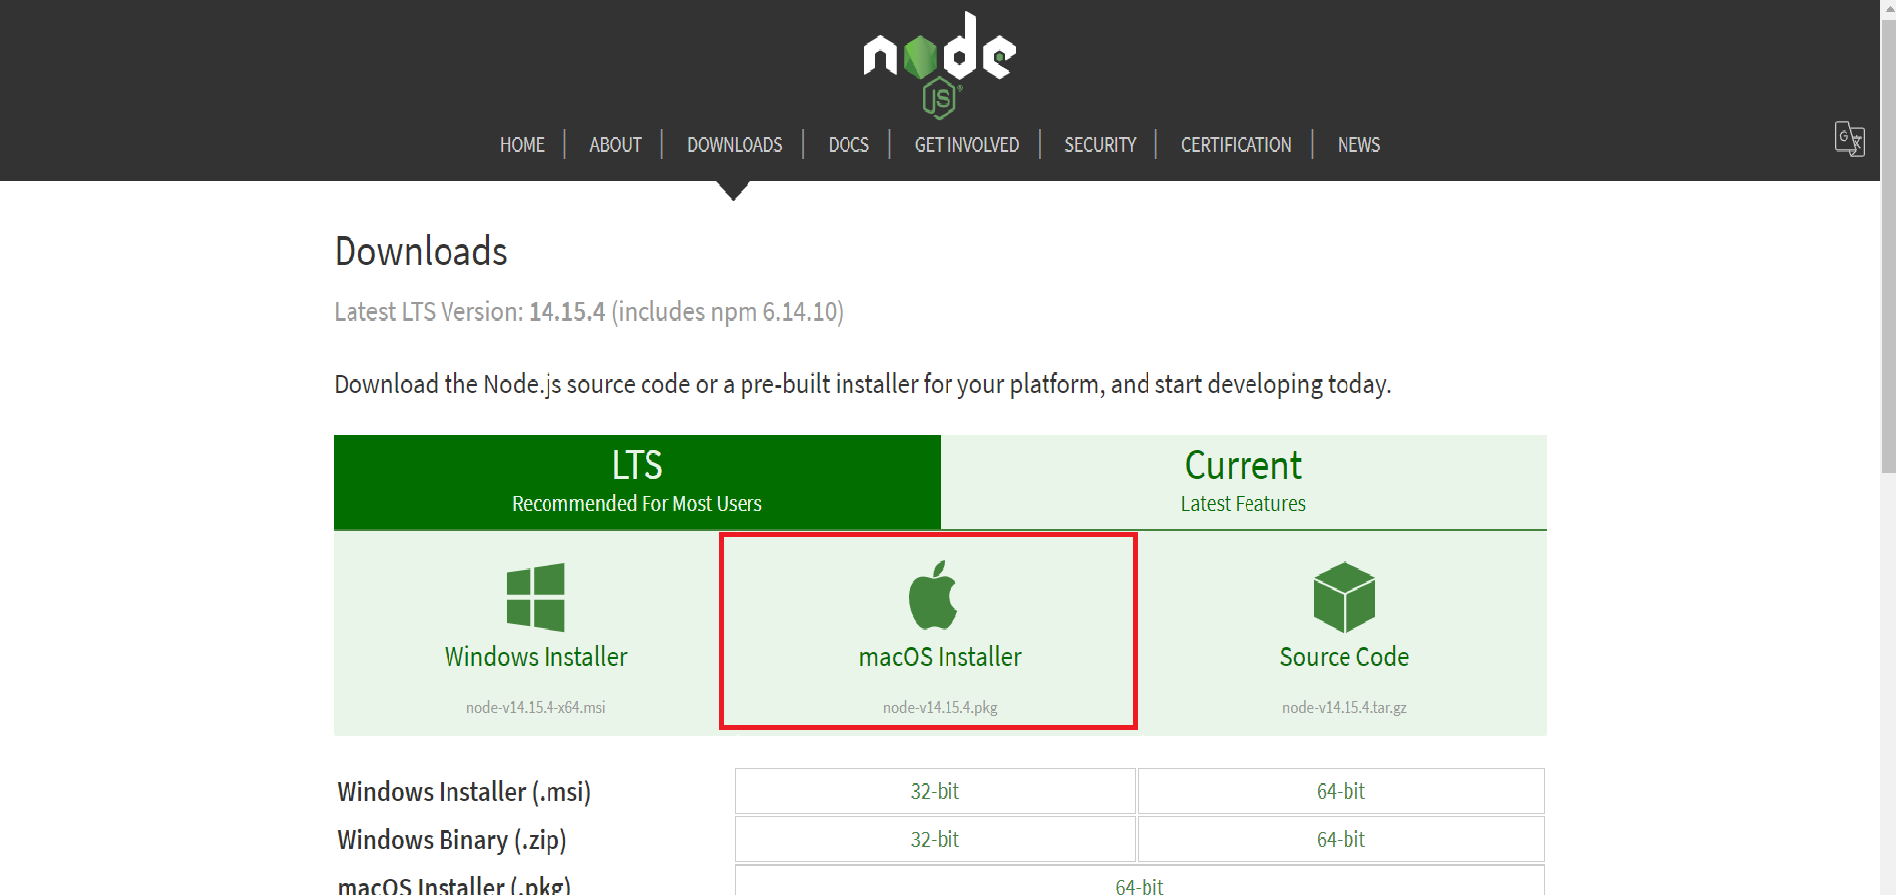 node
JS
HOME ABOUT DOWNLOADS DOCS GET INVOLVED SECURITY CERTIFICATION NEWS
Downloads
Latest LTS Version: 14.15.4 (includes npm 6.14.10)
Download the Node.js source code or a pre-built installer for your platform, and start developing today.
LTS
Recommended For Most Users
Current
Latest Features
Windows Installer
node-v14.15.4-x64.msi
macOS Installer
node-v14.15.4.pkg
Source Code
node-v14.15.4.tar.gz
Windows Installer (.msi) 32-bit 64-bit
Windows Binary (.zip) 32-bit 64-bit
macOS Installer (.pkg) 64-bit